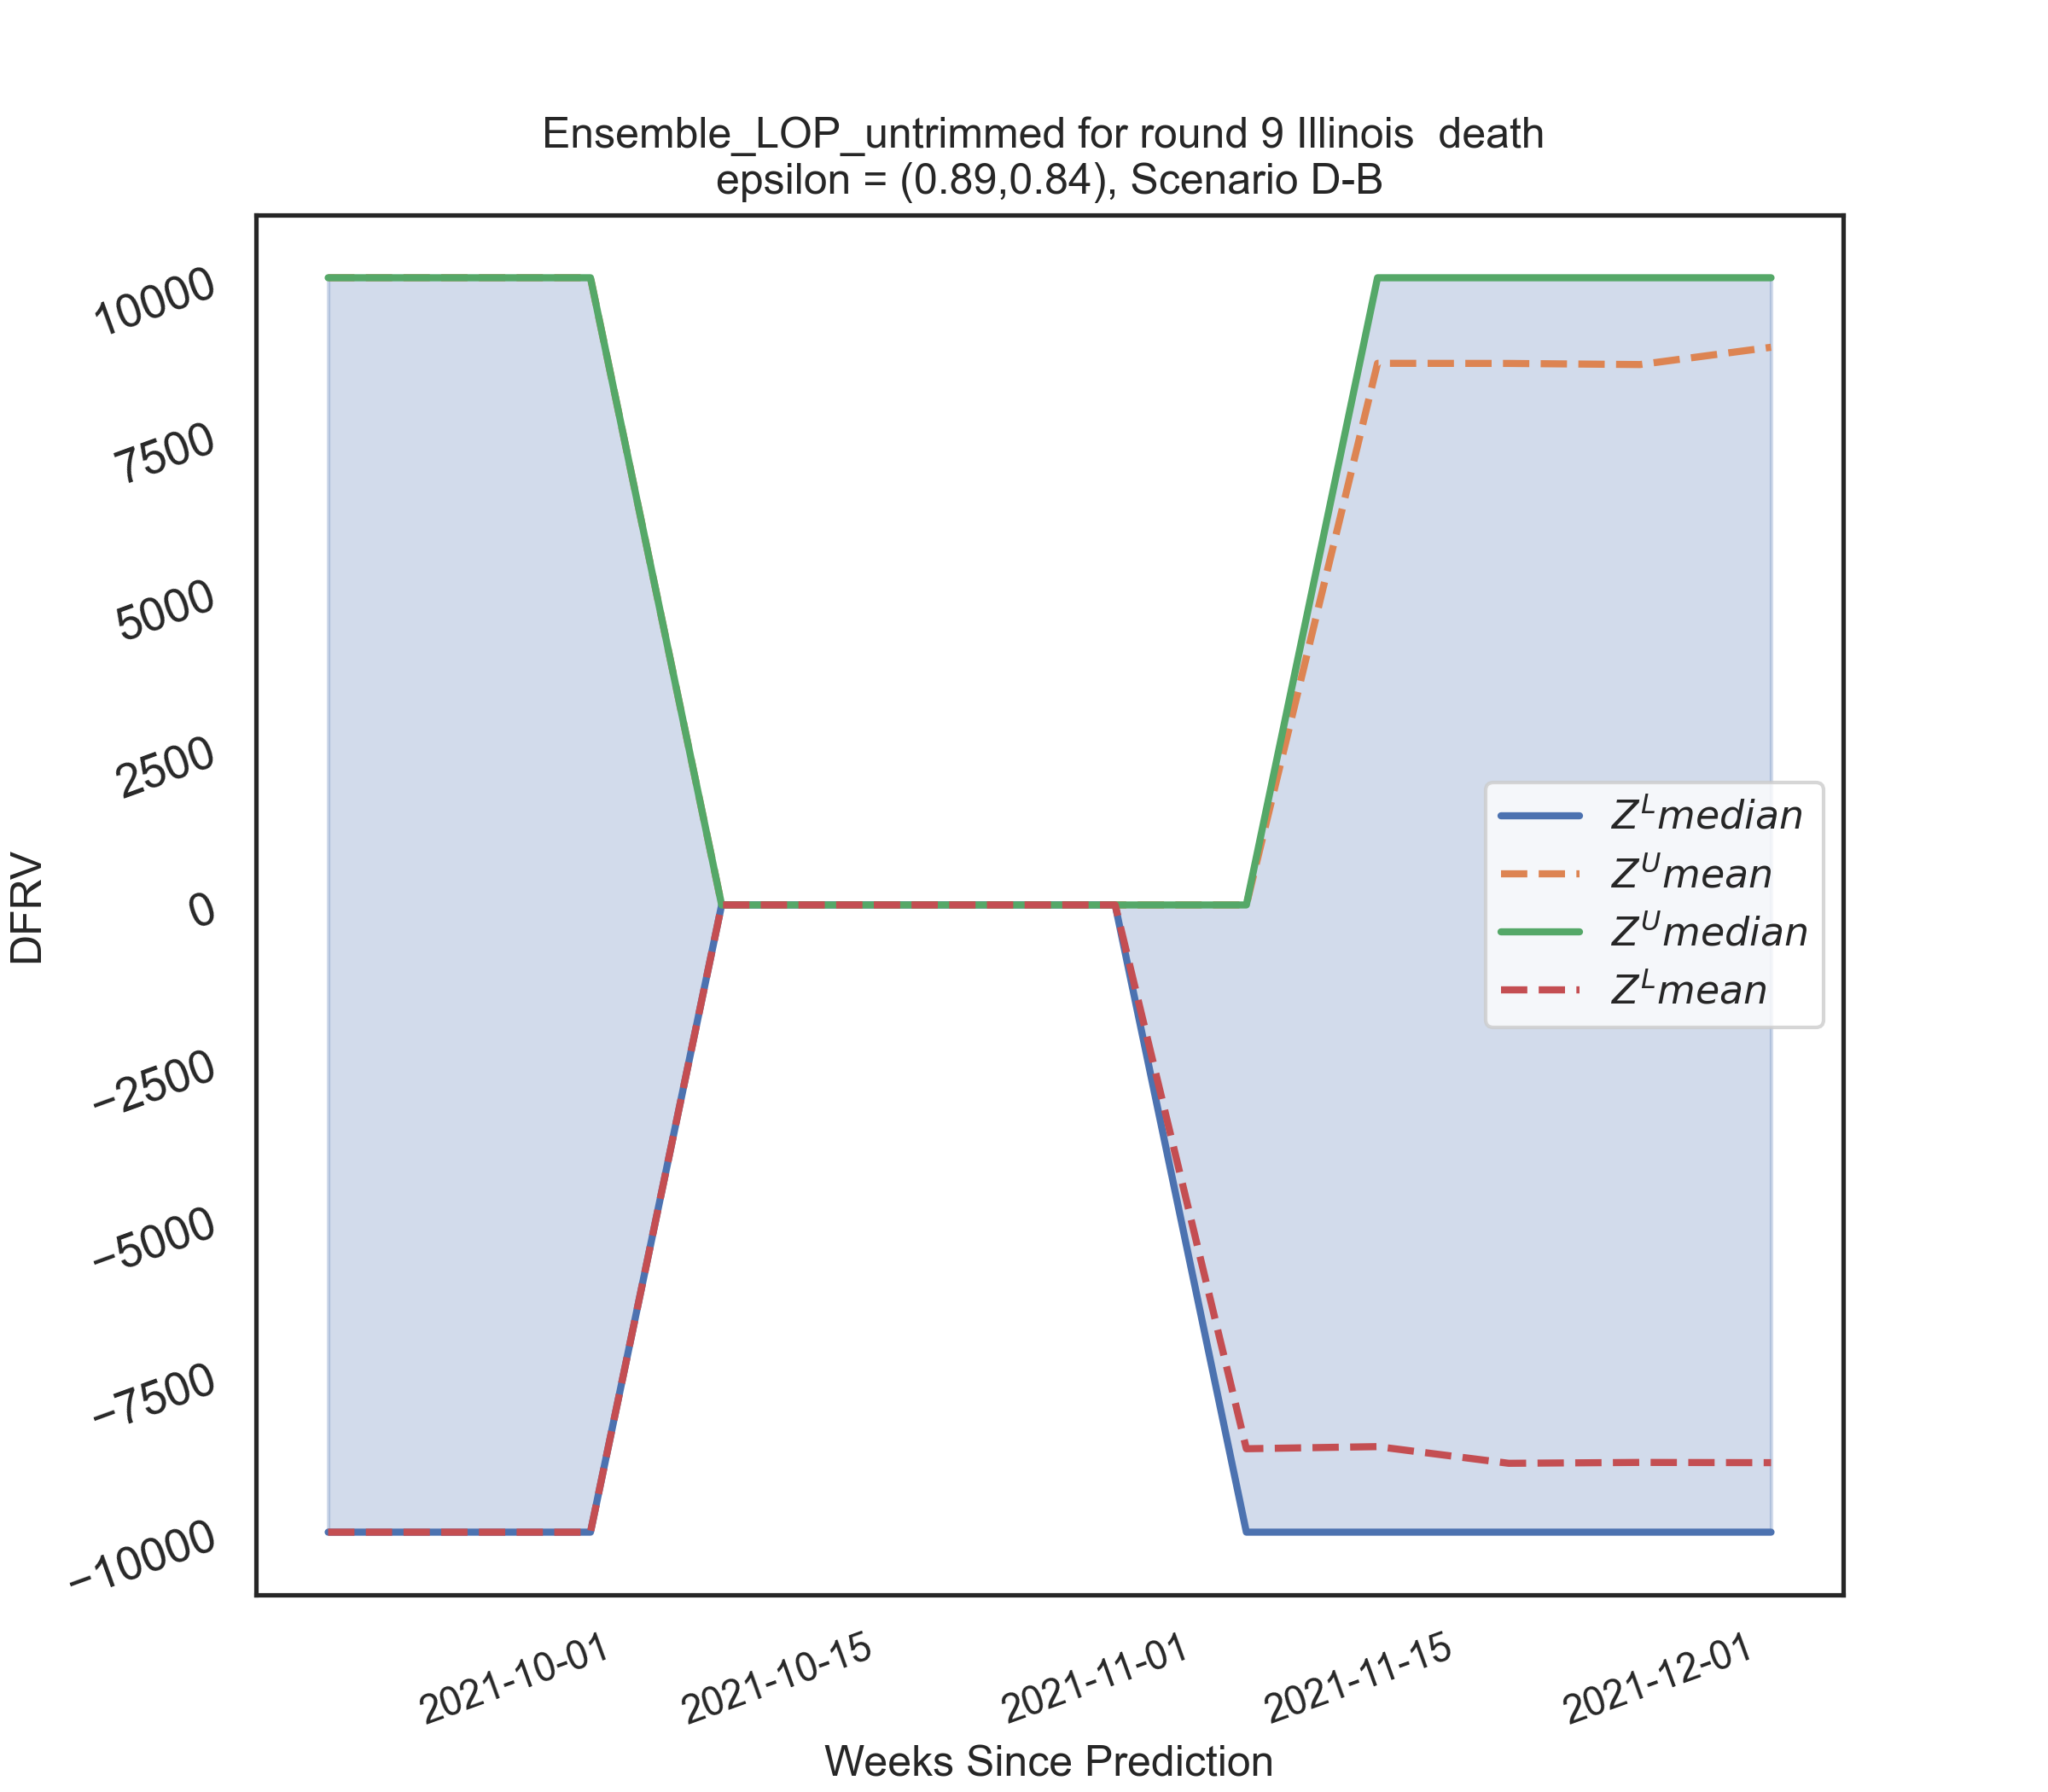 Ensemble_LOP_untrimmed for round 9 Illinois  death
epsilon = (0.89,0.84), Scenario D-B
DFRV
10000
7500
5000
2500
0
−2500
−5000
−7500
−10000
Z^L median
Z^U mean
Z^U median
Z^L mean
2021-10-01
2021-10-15
2021-11-01
2021-11-15
2021-12-01
Weeks Since Prediction